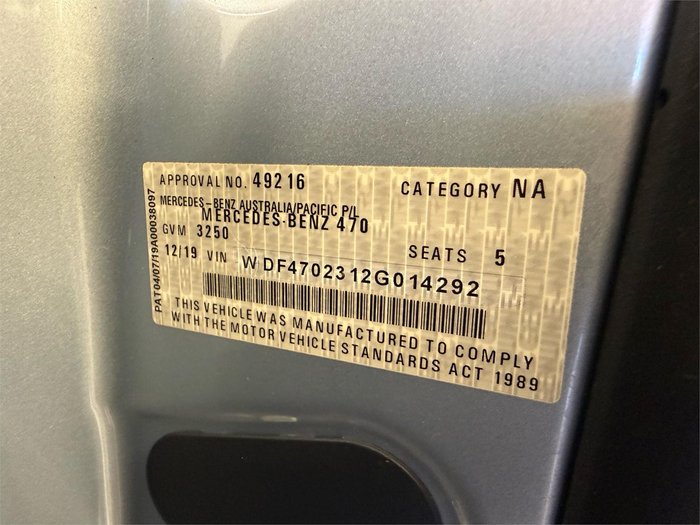 APPROVAL NO. 49216 CATEGORY NA
MERCEDES-BENZ AUSTRALIA/PACIFIC P/L
MERCEDES-BENZ 470
GVM 3250 SEATS 5
12/19 VIN WDF4702312G014292
THIS VEHICLE WAS MANUFACTURED TO COMPLY
WITH THE MOTOR VEHICLE STANDARDS ACT 1989
PAT04/07/19A00038097